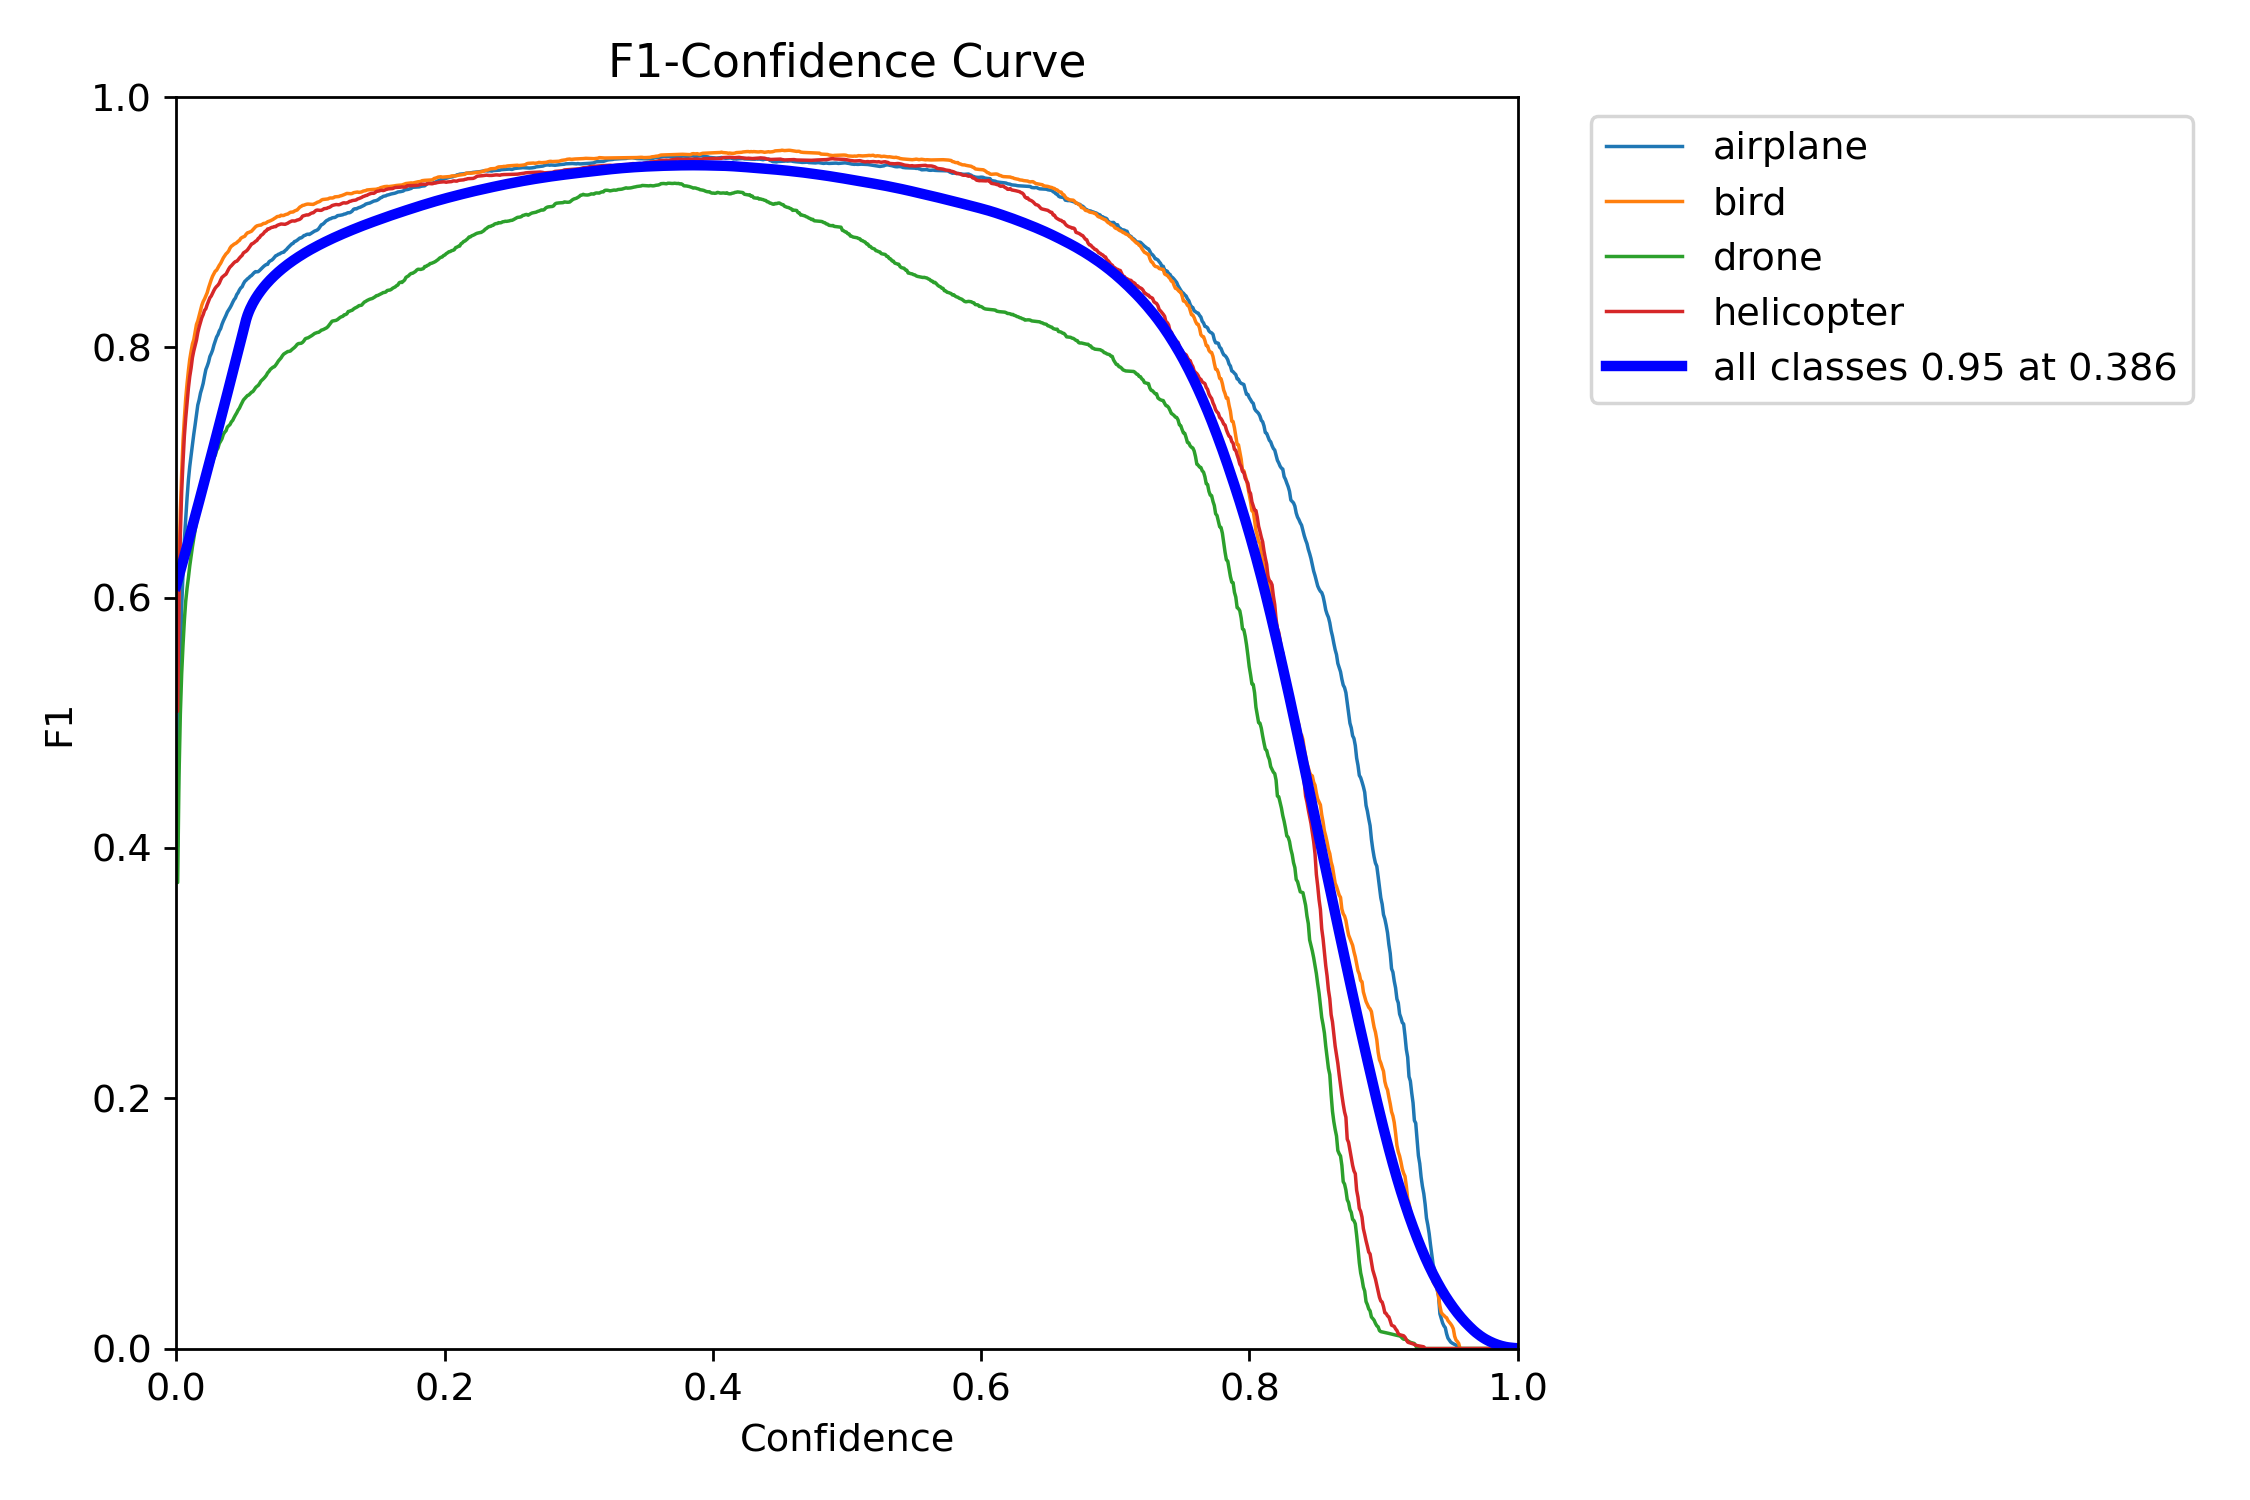 F1-Confidence Curve
1.0
0.8
0.6
0.4
0.2
0.0
F1
0.0 0.2 0.4 0.6 0.8 1.0
Confidence
airplane
bird
drone
helicopter
all classes 0.95 at 0.386